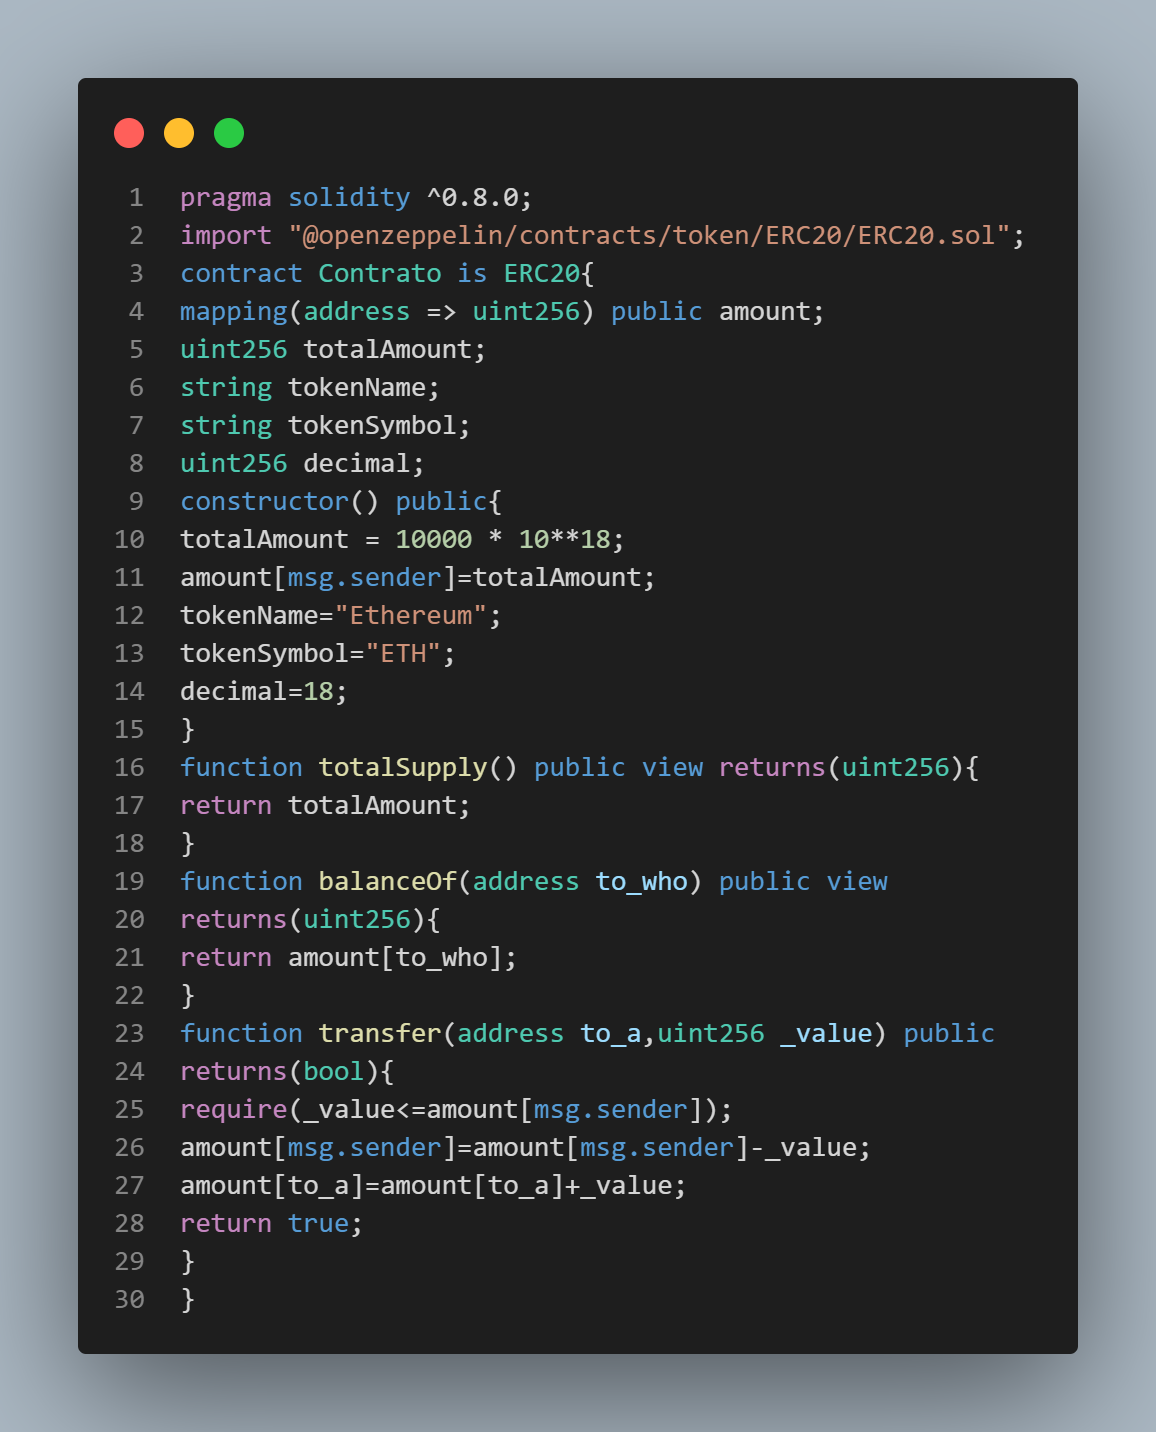 1 pragma solidity ^0.8.0;
2 import "@openzeppelin/contracts/token/ERC20/ERC20.sol";
3 contract Contrato is ERC20{
4 mapping(address => uint256) public amount;
5 uint256 totalAmount;
6 string tokenName;
7 string tokenSymbol;
8 uint256 decimal;
9 constructor() public{
10 totalAmount = 10000 * 10**18;
11 amount[msg.sender]=totalAmount;
12 tokenName="Ethereum";
13 tokenSymbol="ETH";
14 decimal=18;
15 }
16 function totalSupply() public view returns(uint256){
17 return totalAmount;
18 }
19 function balanceOf(address to_who) public view
20 returns(uint256){
21 return amount[to_who];
22 }
23 function transfer(address to_a,uint256 _value) public
24 returns(bool){
25 require(_value<=amount[msg.sender]);
26 amount[msg.sender]=amount[msg.sender]-_value;
27 amount[to_a]=amount[to_a]+_value;
28 return true;
29 }
30 }